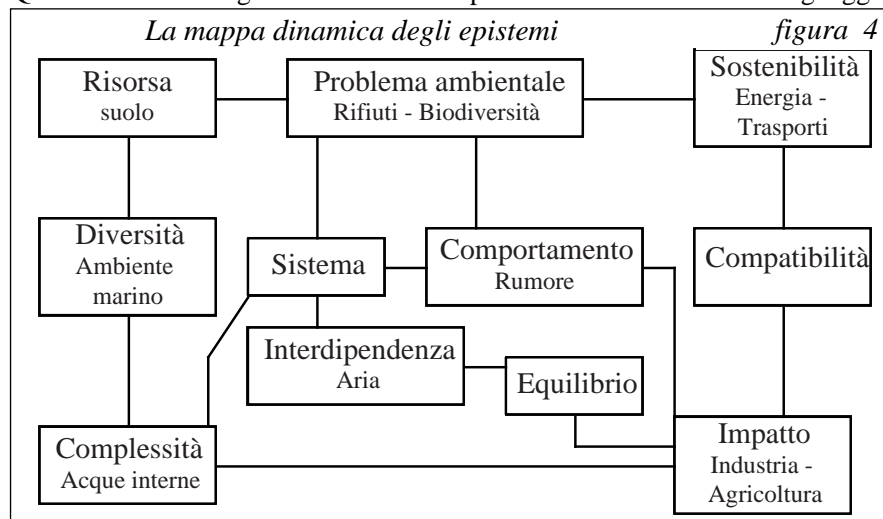 La mappa dinamica degli epistemi
figura 4
Risorsa
suolo
Problema ambientale
Rifiuti - Biodiversità
Sostenibilità
Energia -
Trasporti
Diversità
Ambiente
marino
Sistema
Comportamento
Rumore
Compatibilità
Interdipendenza
Aria
Equilibrio
Complessità
Acque interne
Impatto
Industria -
Agricoltura